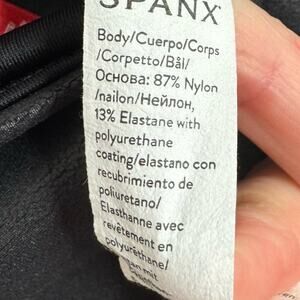 SPANX
Body/Cuerpo/Corps
/Corpetto/Bål/
Основа: 87% Nylon
/nailon/Нейлон,
13% Elastane with
polyurethane
coating/elastano con
recubrimiento de
poliuretano/
Elasthanne avec
revêtement en
polyuréthane/
mit